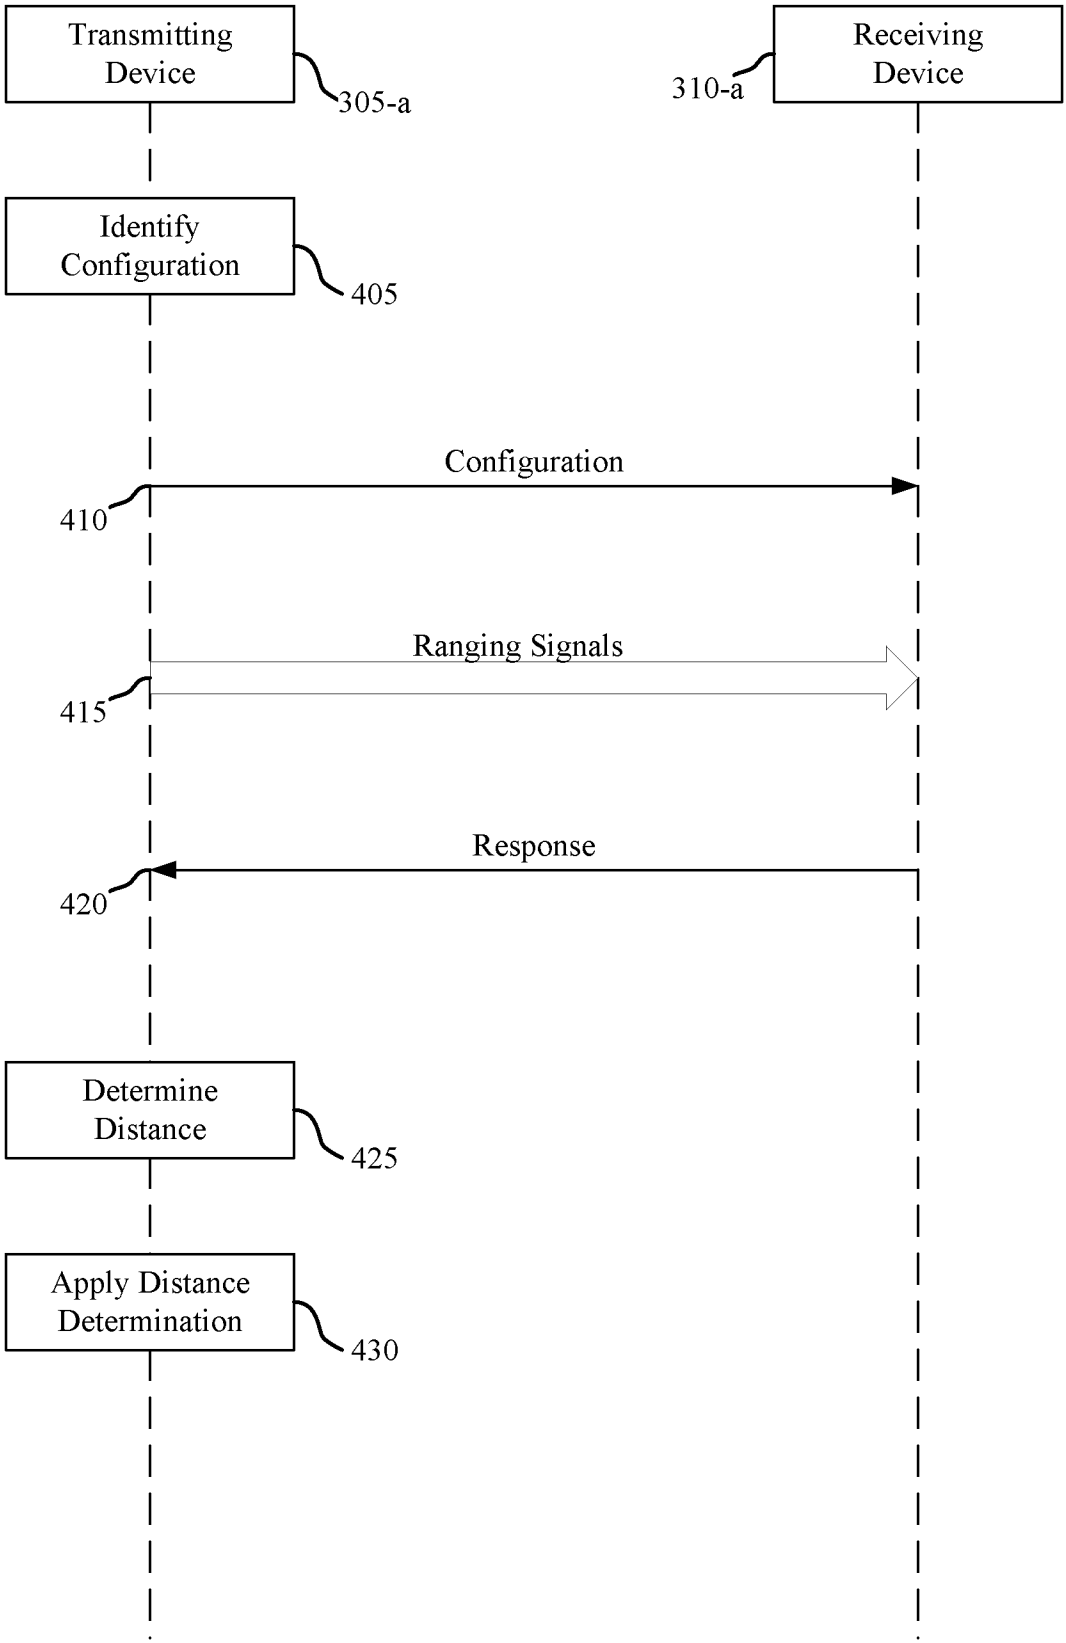 Transmitting
Device
305-a
Receiving
Device
310-a
Identify
Configuration
405
Configuration
410
Ranging Signals
415
Response
420
Determine
Distance
425
Apply Distance
Determination
430